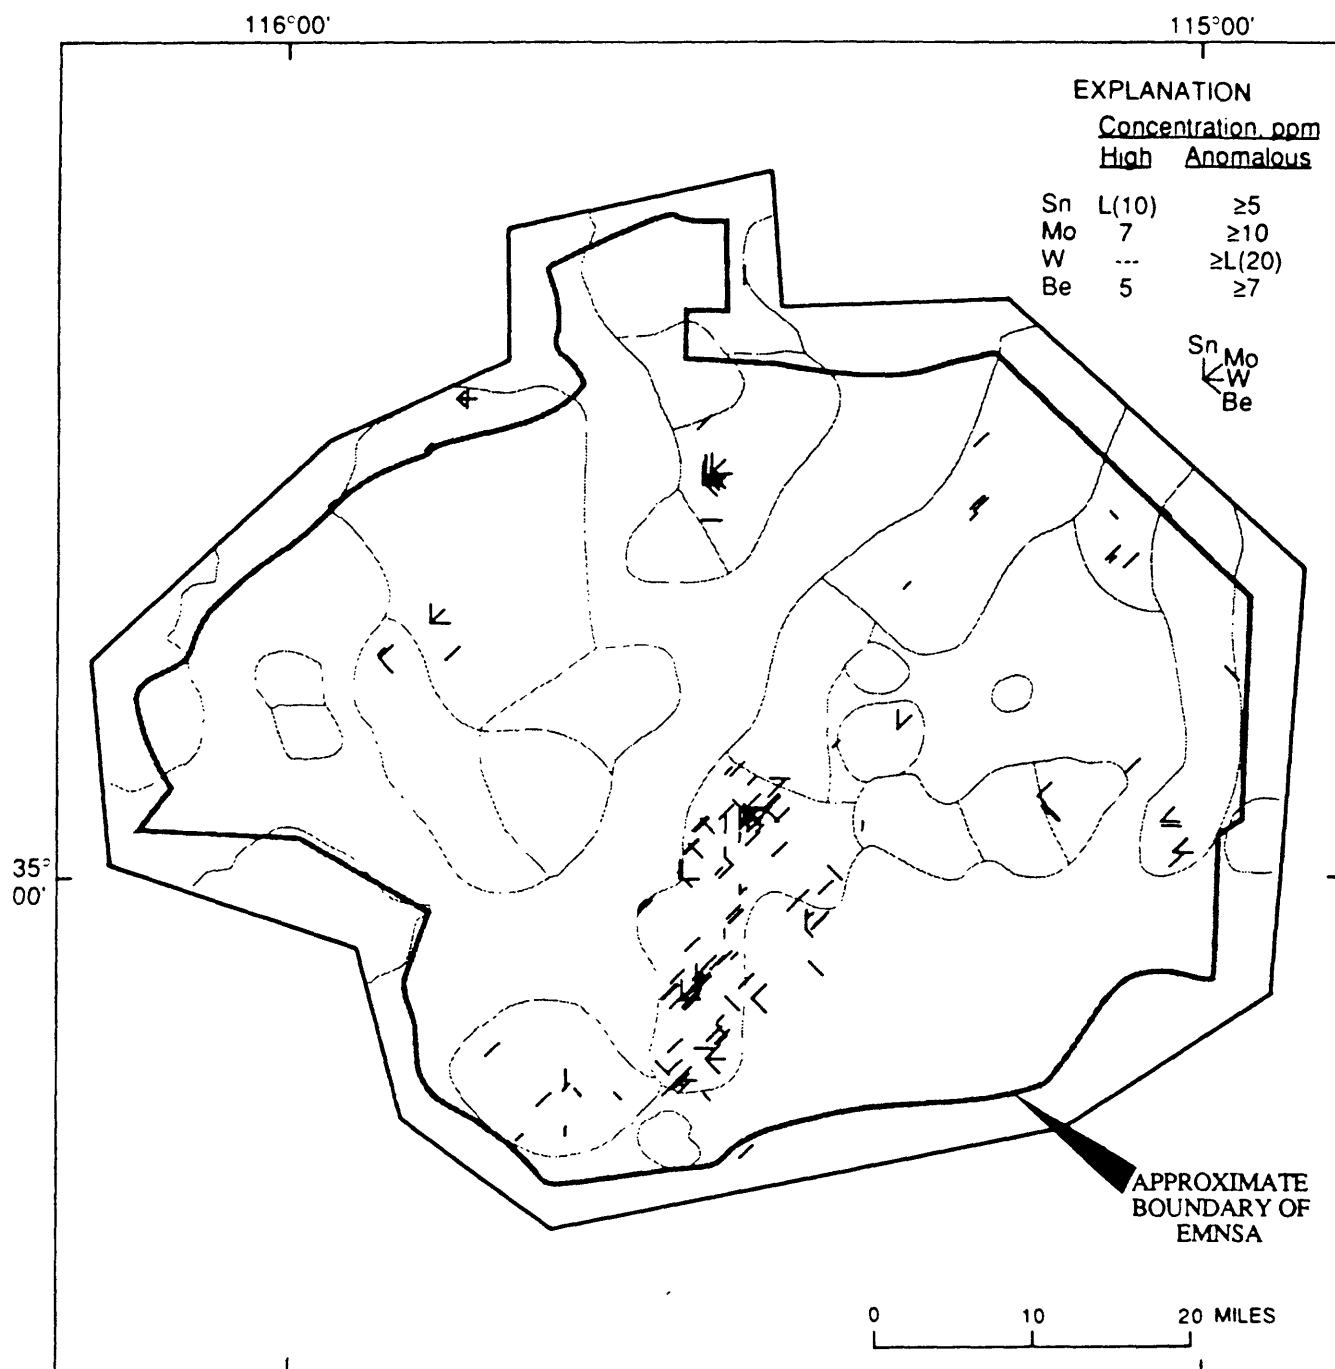 116°00' 115°00'
EXPLANATION
Concentration, ppm
High Anomalous
Sn L(10) ≥5
Mo 7 ≥10
W --- ≥L(20)
Be 5 ≥7
Sn
Mo
W
Be
35°
00'
APPROXIMATE
BOUNDARY OF
EMNSA
0 10 20 MILES